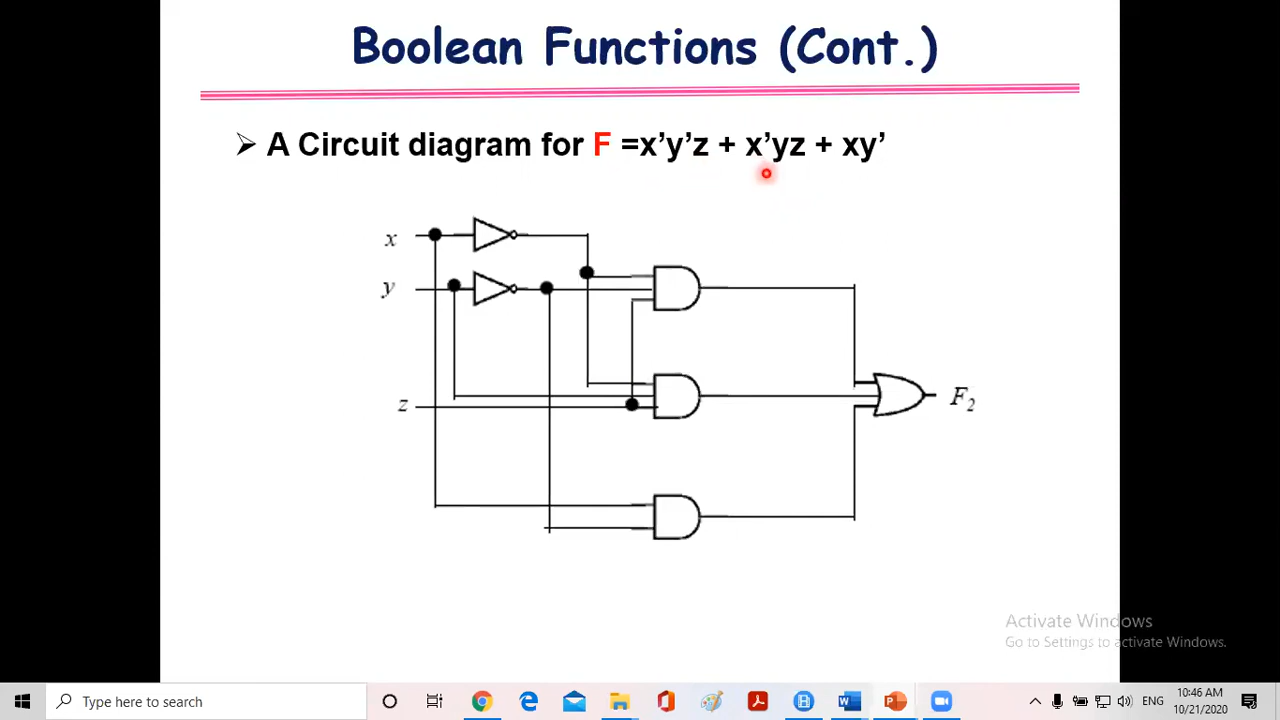 Boolean Functions (Cont.)
➢ A Circuit diagram for F =x’y’z + x’yz + xy’
x
y
z
F2
Activate Windows
Go to Settings to activate Windows.
Type here to search
ENG
10:46 AM
10/21/2020